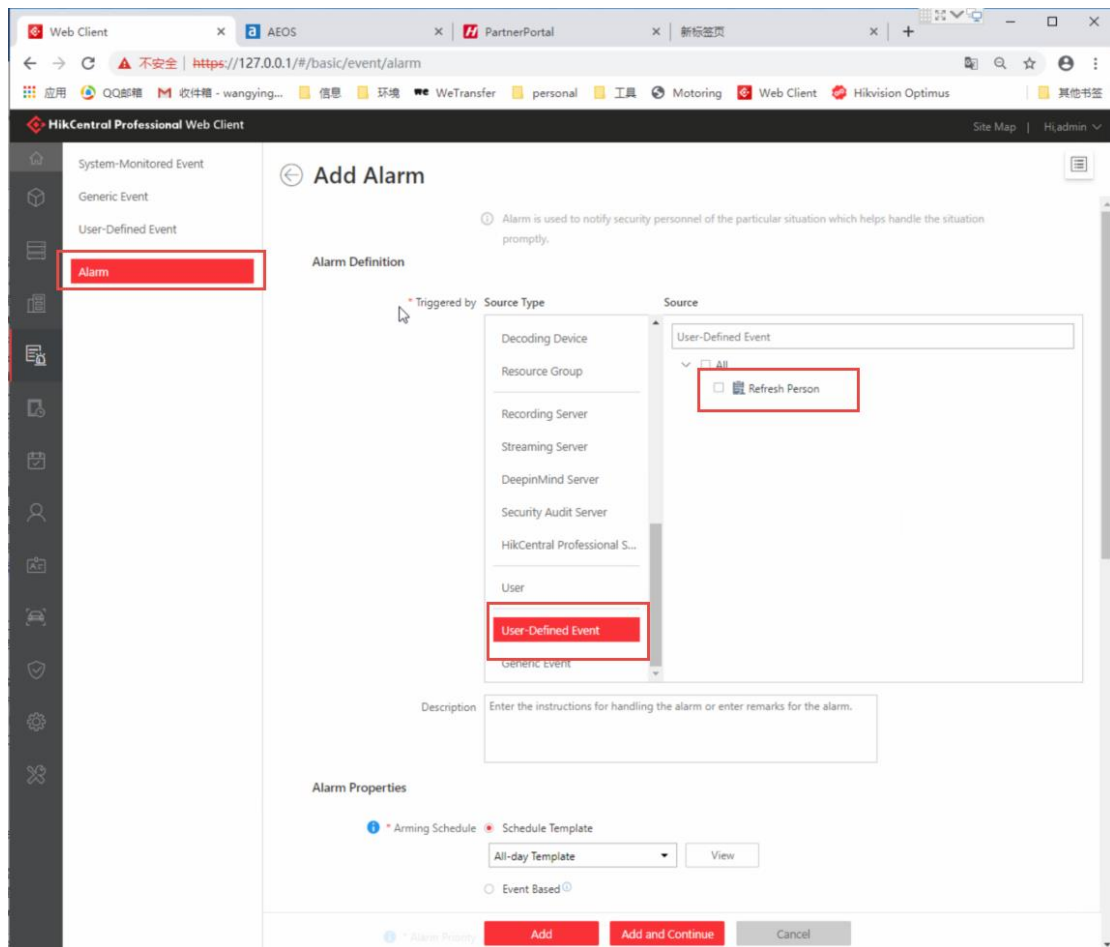 Web Client
AEOS
PartnerPortal
新标签页
不安全 | https://127.0.0.1/#/basic/event/alarm
应用 QQ邮箱 收件箱 - wangying... 信息 环境 WeTransfer personal 工具 Motoring Web Client Hikvision Optimus 其他书签
HikCentral Professional Web Client
Site Map | Hi,admin
System-Monitored Event
Generic Event
User-Defined Event
Alarm
Add Alarm
Alarm is used to notify security personnel of the particular situation which helps handle the situation
promptly.
Alarm Definition
* Triggered by Source Type Source
Decoding Device
Resource Group
Recording Server
Streaming Server
DeepinMind Server
Security Audit Server
HikCentral Professional S...
User
User-Defined Event
Generic Event
User-Defined Event
All
Refresh Person
Description Enter the instructions for handling the alarm or enter remarks for the alarm.
Alarm Properties
* Arming Schedule Schedule Template
All-day Template View
Event Based
* Alarm Priority Add Add and Continue Cancel